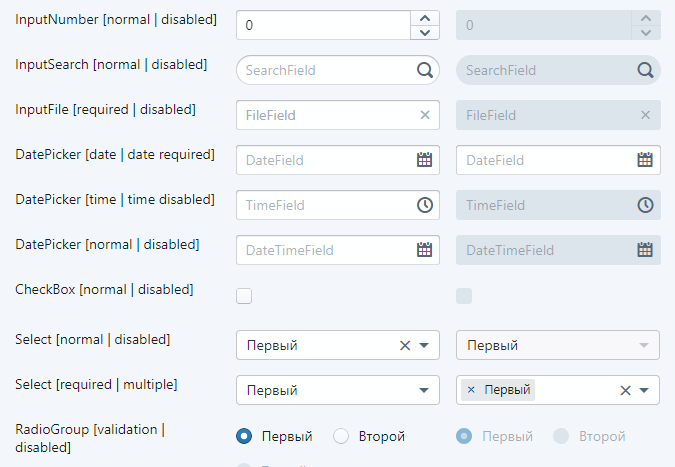 InputNumber [normal | disabled] 0 0
InputSearch [normal | disabled] SearchField SearchField
InputFile [required | disabled] FileField FileField
DatePicker [date | date required] DateField DateField
DatePicker [time | time disabled] TimeField TimeField
DatePicker [normal | disabled] DateTimeField DateTimeField
CheckBox [normal | disabled]
Select [normal | disabled] Первый Первый
Select [required | multiple] Первый Первый
RadioGroup [validation | Первый Второй Первый Второй
disabled]